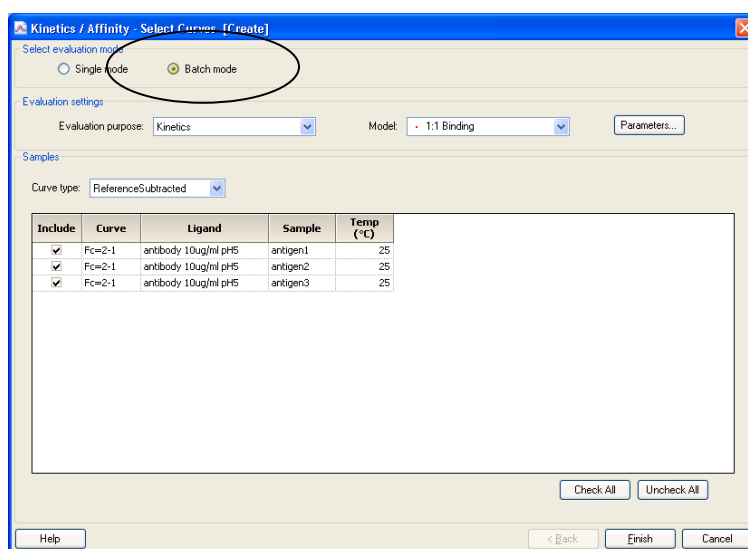 Kinetics / Affinity - Select Curves [Create]
Select evaluation mode
Single mode Batch mode
Evaluation settings
Evaluation purpose: Kinetics Model: 1:1 Binding Parameters...
Samples
Curve type: ReferenceSubtracted
Include Curve Ligand Sample Temp (°C)
Fc=2-1 antibody 10ug/ml pH5 antigen1 25
Fc=2-1 antibody 10ug/ml pH5 antigen2 25
Fc=2-1 antibody 10ug/ml pH5 antigen3 25
Check All Uncheck All
Help < Back Finish Cancel